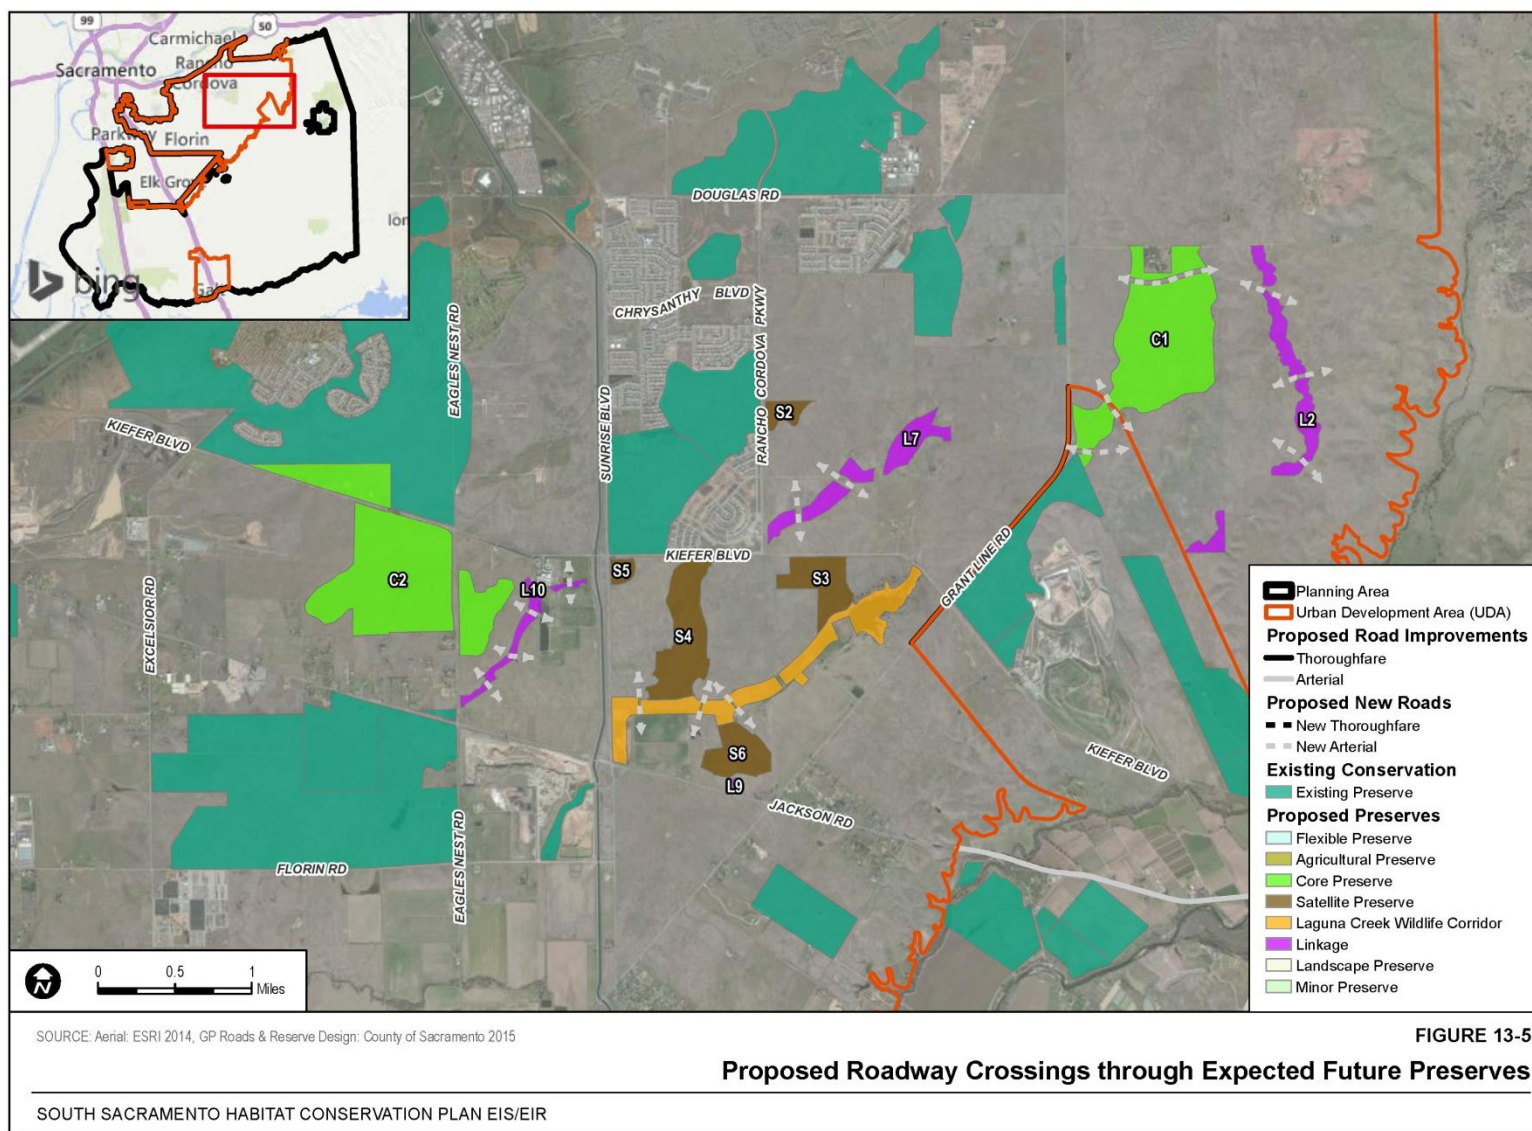 99
50
Carmichael
Rancho
Cordova
Sacramento
Parkway
Florin
Elk Grov
Galt
Ion
bing
DOUGLAS RD
CHRYSANTHY BLVD
EAGLES NEST RD
SUNRISE BLVD
RANCHO CORDOVA PKWY
KIEFER BLVD
C1
L2
S2
L7
KIEFER BLVD
GRANT LINE RD
EXCELSIOR RD
C2
L10
S5
S3
S4
S6
L9
KIEFER BLVD
JACKSON RD
FLORIN RD
EAGLES NEST RD
Planning Area
Urban Development Area (UDA)
Proposed Road Improvements
Thoroughfare
Arterial
Proposed New Roads
New Thoroughfare
New Arterial
Existing Conservation
Existing Preserve
Proposed Preserves
Flexible Preserve
Agricultural Preserve
Core Preserve
Satellite Preserve
Laguna Creek Wildlife Corridor
Linkage
Landscape Preserve
Minor Preserve
N
0 0.5 1
Miles
SOURCE: Aerial: ESRI 2014, GP Roads & Reserve Design: County of Sacramento 2015
FIGURE 13-5
Proposed Roadway Crossings through Expected Future Preserves
SOUTH SACRAMENTO HABITAT CONSERVATION PLAN EIS/EIR